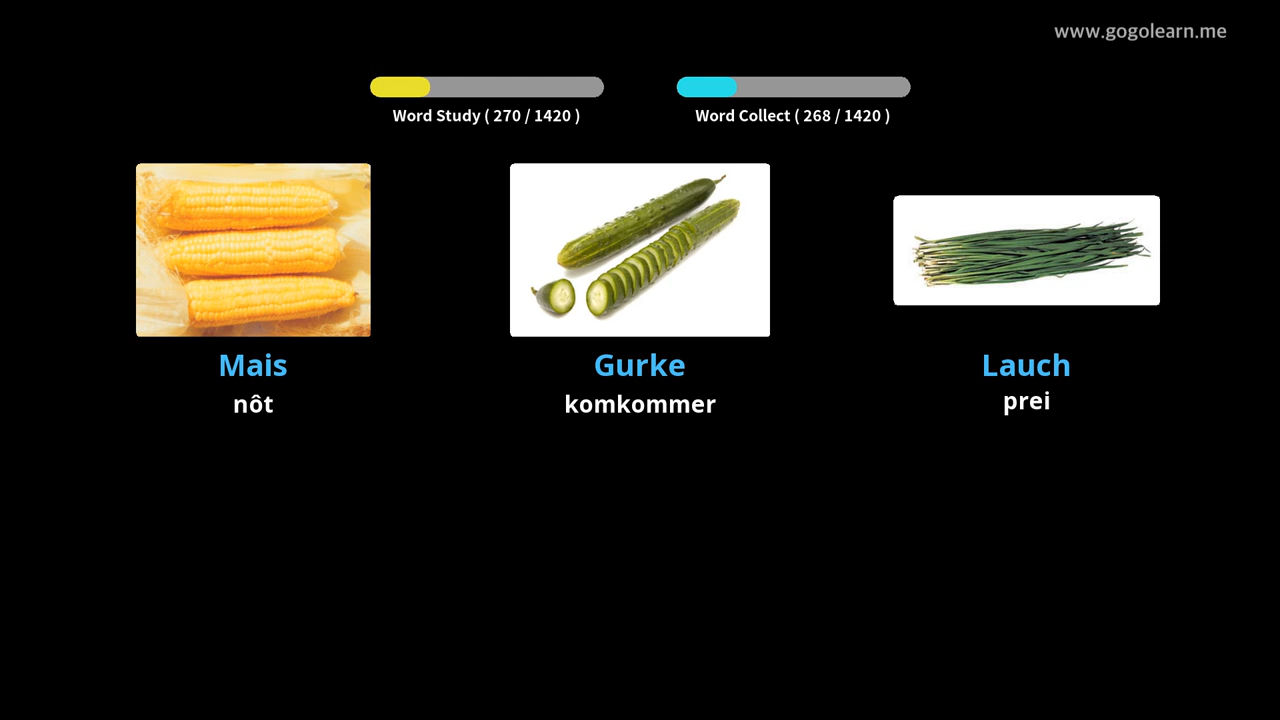 www.gogolearn.me
Word Study ( 270 / 1420 )
Word Collect ( 268 / 1420 )
Mais
nôt
Gurke
komkommer
Lauch
prei